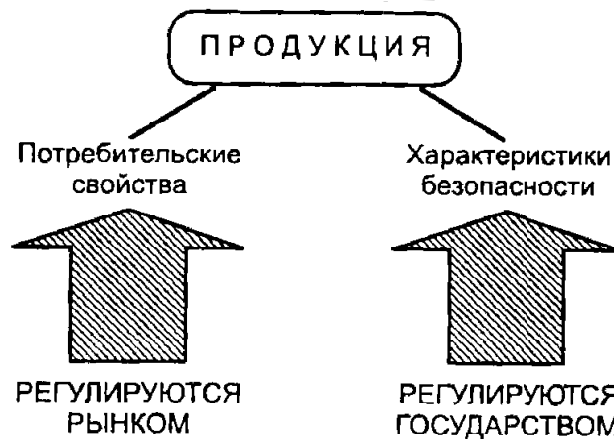 ПРОДУКЦИЯ
Потребительские
свойства
Характеристики
безопасности
РЕГУЛИРУЮТСЯ
РЫНКОМ
РЕГУЛИРУЮТСЯ
ГОСУДАРСТВОМ